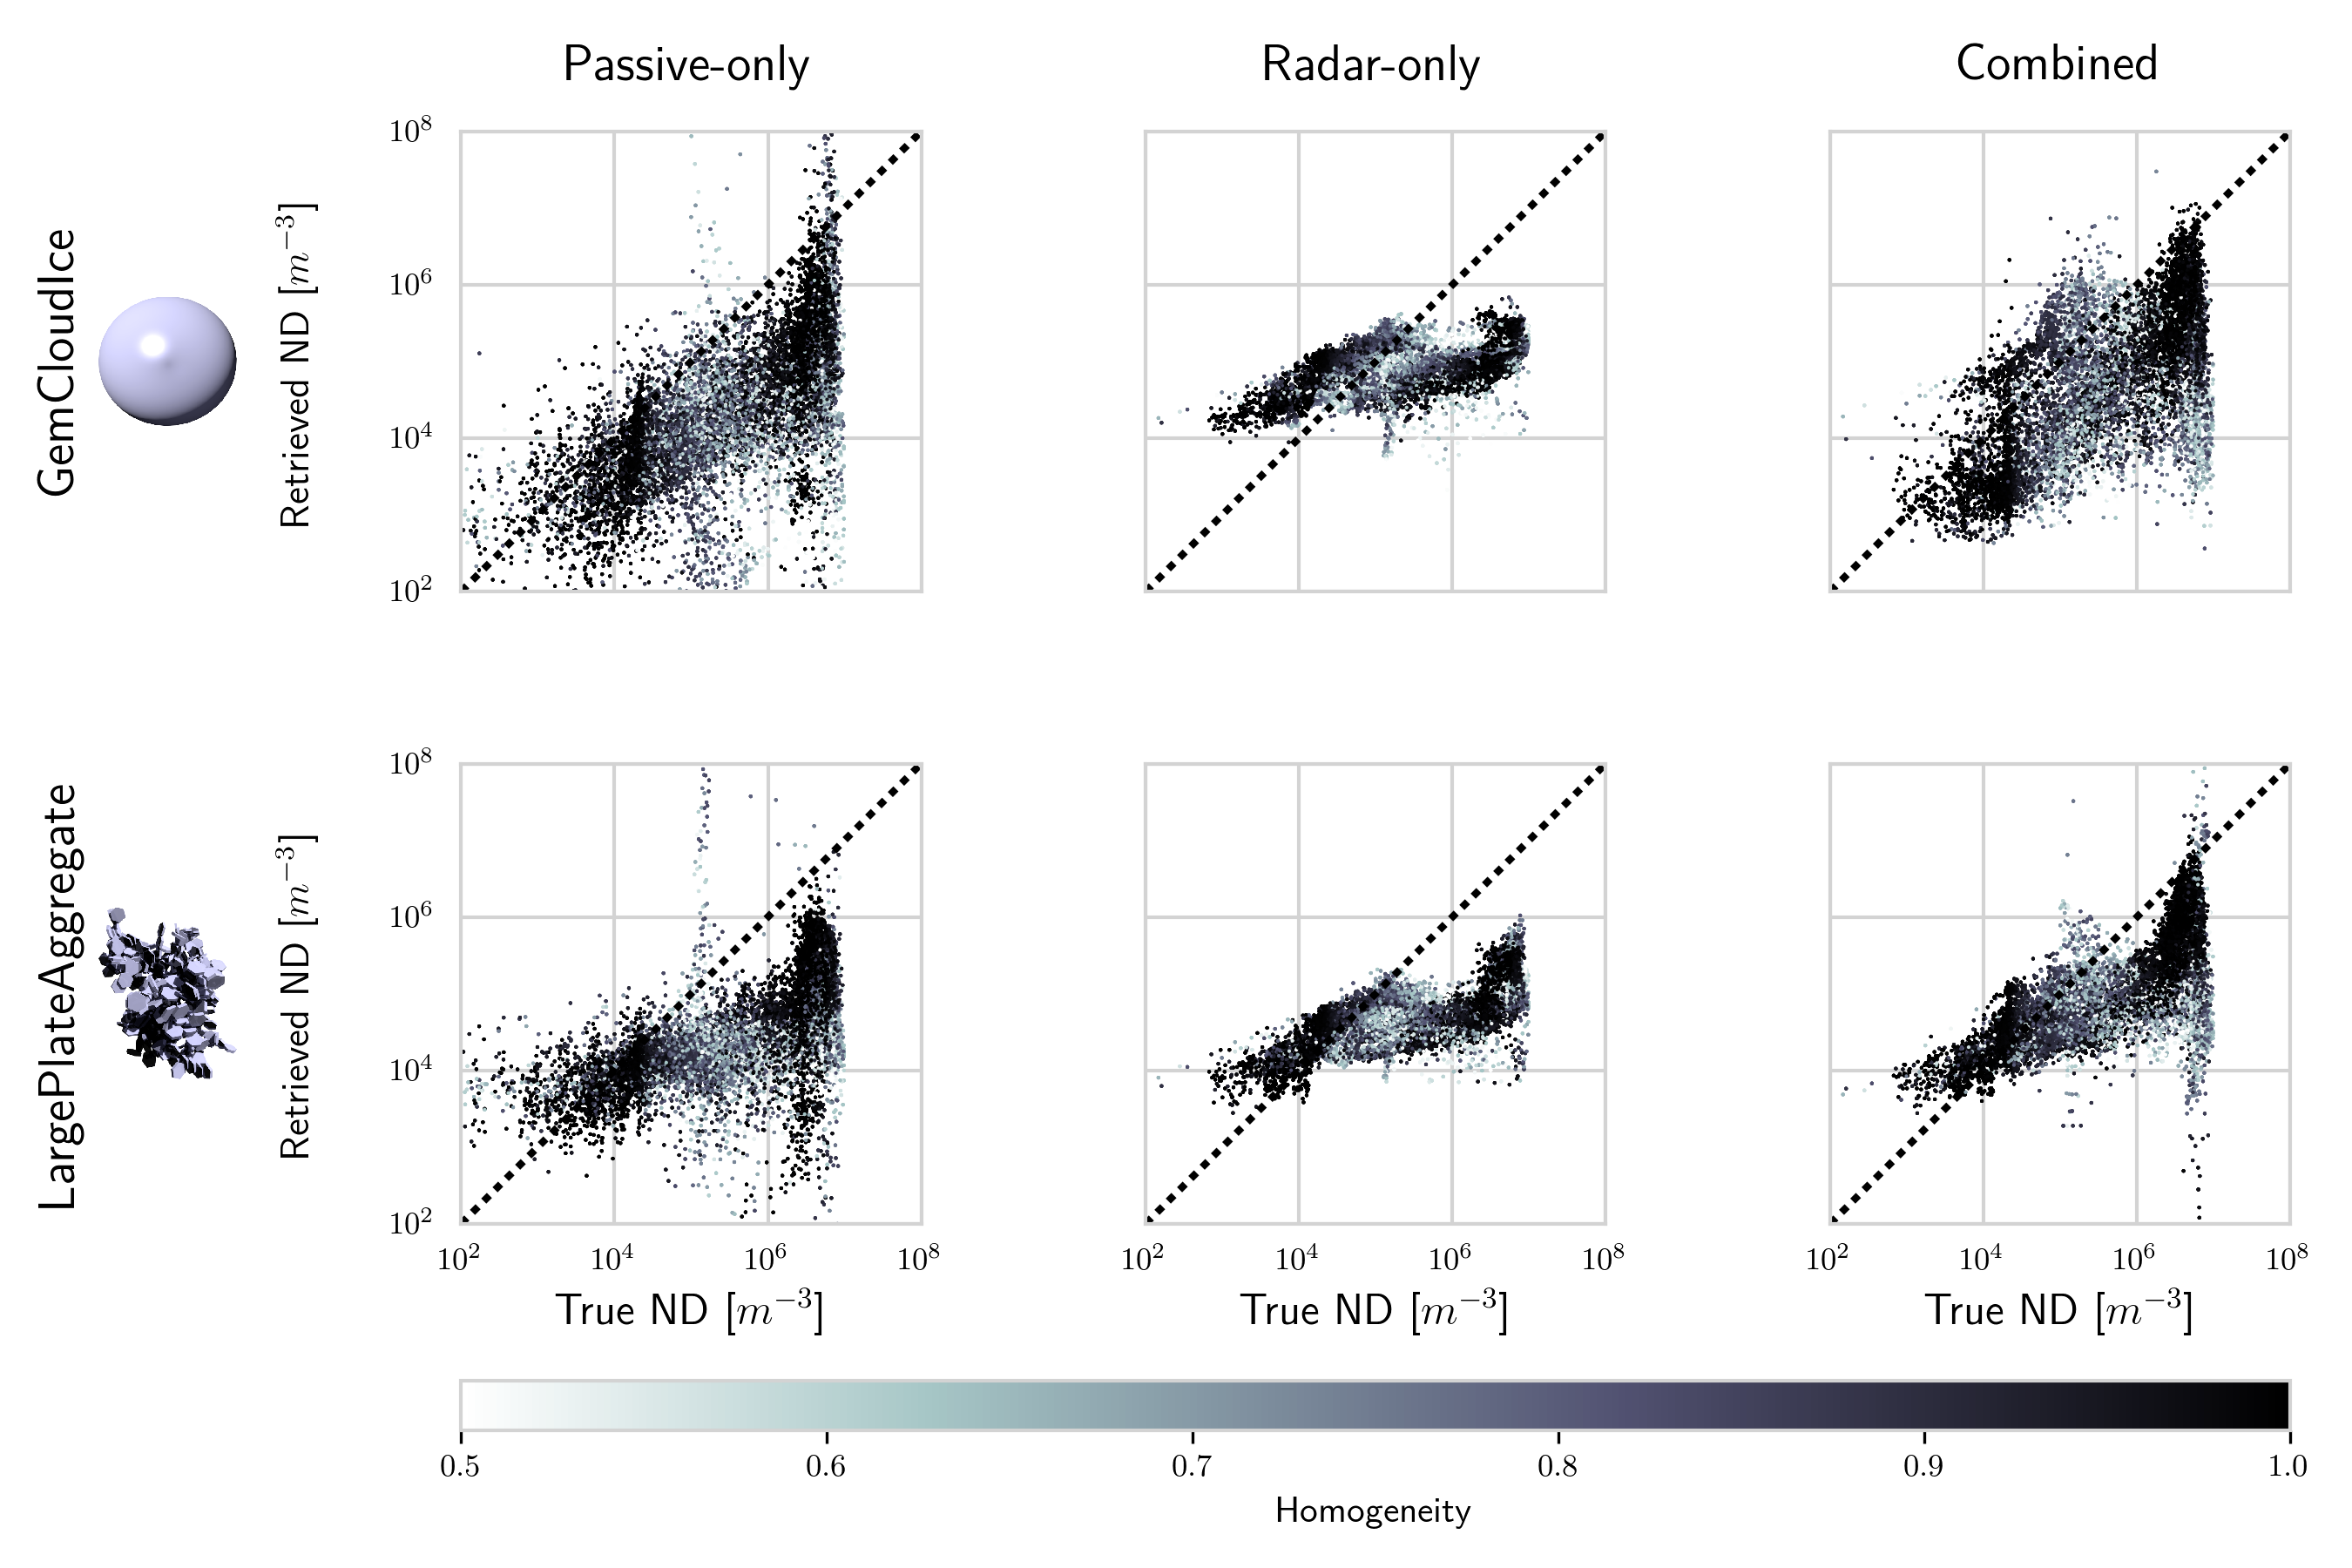 Passive-only Radar-only Combined
GemCloudIce
Retrieved ND [m⁻³]
10⁸
10⁶
10⁴
10²
LargePlateAggregate
Retrieved ND [m⁻³]
10⁸
10⁶
10⁴
10²
10² 10⁴ 10⁶ 10⁸ 10² 10⁴ 10⁶ 10⁸ 10² 10⁴ 10⁶ 10⁸
True ND [m⁻³] True ND [m⁻³] True ND [m⁻³]
0.5 0.6 0.7 0.8 0.9 1.0
Homogeneity